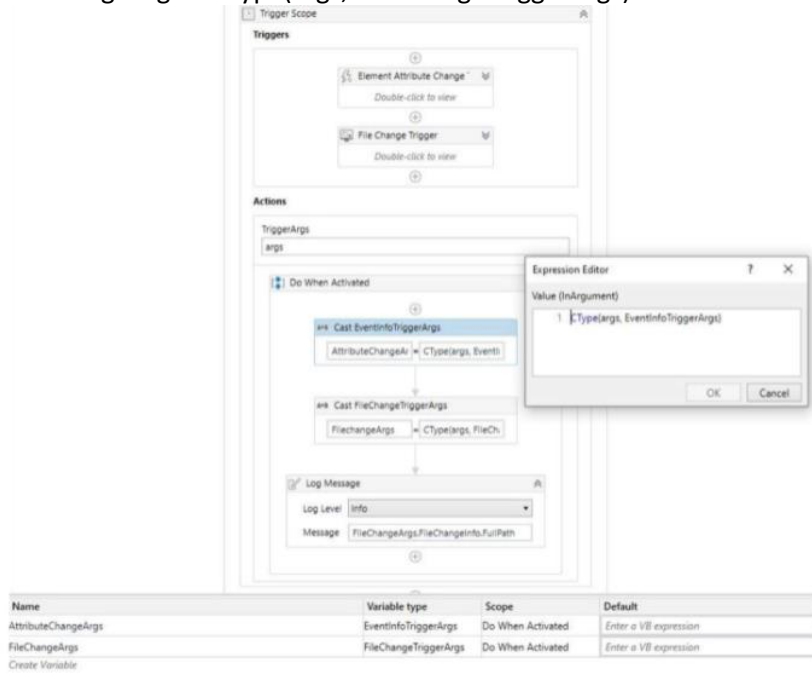 Trigger Scope
Triggers
Element Attribute Change
Double-click to view
File Change Trigger
Double-click to view
Actions
TriggerArgs
args
Do When Activated
Cast EventInfoTriggerArgs
AttributeChangeAr = CType(args, EventI
Cast FileChangeTriggerArgs
FilechangeArgs = CType(args, FileCh
Log Message
Log Level Info
Message FileChangeArgs.FileChangeInfo.FullPath
Expression Editor ? ×
Value (InArgument)
1 CType(args, EventInfoTriggerArgs)
OK Cancel
Name Variable type Scope Default
AttributeChangeArgs EventInfoTriggerArgs Do When Activated Enter a VB expression
FileChangeArgs FileChangeTriggerArgs Do When Activated Enter a VB expression
Create Variable